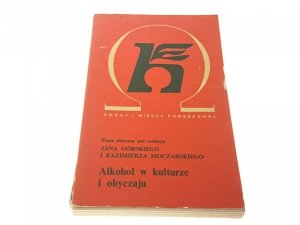 OMEGA • WIEDZA POWSZECHNA
Praca zbiorowa pod redakcją
JANA GÓRSKIEGO
I KAZIMIERZA MOCZARSKIEGO
Alkohol w kulturze
i obyczaju